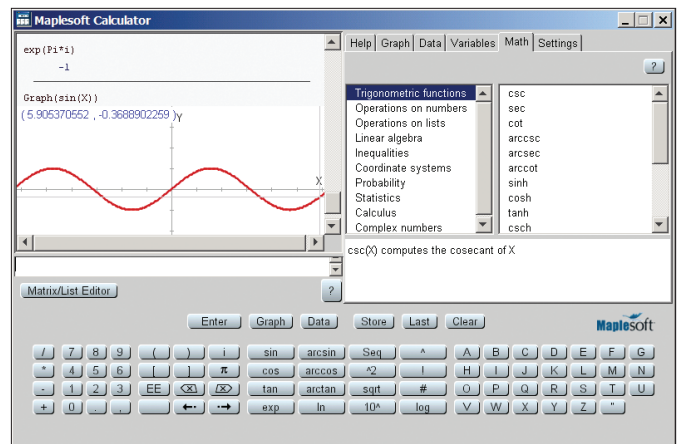 Maplesoft Calculator
exp(Pi*i)
-1
Graph(sin(X))
(5.905370552 , -0.3688902259 )
Y
X
Matrix/List Editor
?
Help Graph Data Variables Math Settings
?
Trigonometric functions
Operations on numbers
Operations on lists
Linear algebra
Inequalities
Coordinate systems
Probability
Statistics
Calculus
Complex numbers
csc
sec
cot
arccsc
arcsec
arccot
sinh
cosh
tanh
csch
csc(X) computes the cosecant of X
Enter Graph Data Store Last Clear
Maplesoft
/ 7 8 9 ( ) i sin arcsin Seq ^ A B C D E F G
* 4 5 6 [ ] π cos arccos ^2 ! H I J K L M N
- 1 2 3 EE tan arctan sqrt # O P Q R S T U
+ 0 . , exp ln 10^ log V W X Y Z "